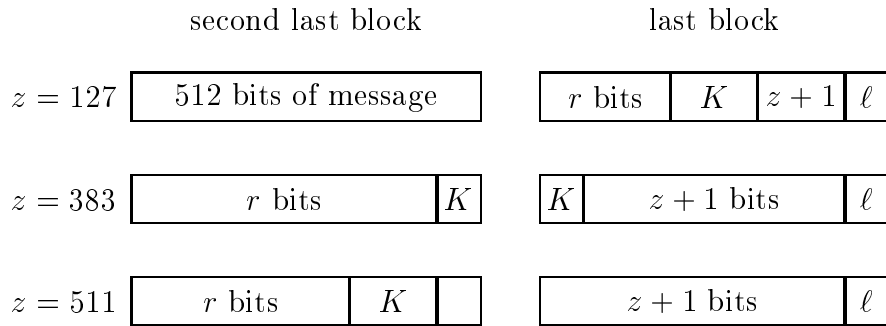 second last block last block
z = 127 512 bits of message r bits K z + 1 ℓ
z = 383 r bits K K z + 1 bits ℓ
z = 511 r bits K z + 1 bits ℓ